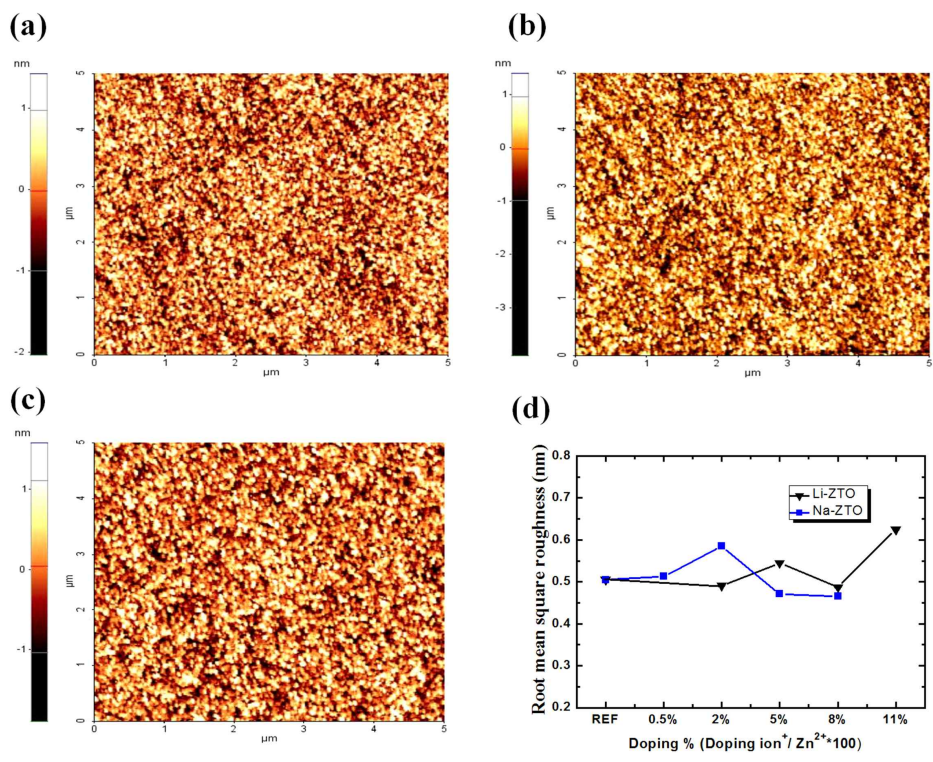 (a)
nm
1
0
-1
-2
5
4
3
2
1
0
µm
0 1 2 3 4 5
µm
(b)
nm
1
0
-1
-2
-3
5
4
3
2
1
0
µm
0 1 2 3 4 5
µm
(c)
nm
1
0
-1
5
4
3
2
1
0
µm
0 1 2 3 4 5
µm
(d)
Root mean square roughness (nm)
0.8
0.7
0.6
0.5
0.4
0.3
0.2
Li-ZTO
Na-ZTO
REF 0.5% 2% 5% 8% 11%
Doping % (Doping ion⁺/ Zn²⁺*100)